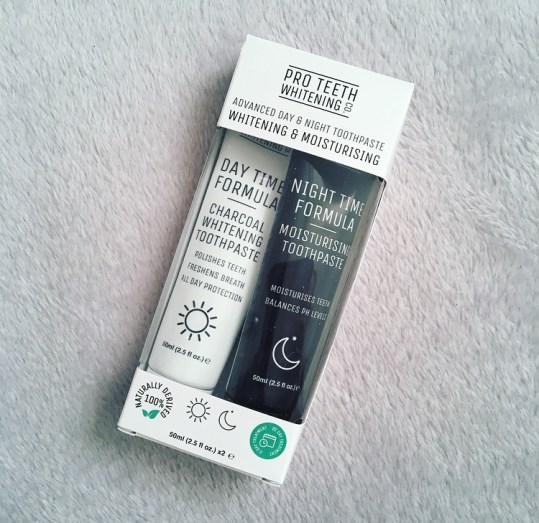 PRO TEETH
WHITENING CO.
ADVANCED DAY & NIGHT TOOTHPASTE
WHITENING & MOISTURISING
DAY TIME
FORMULA
CHARCOAL
WHITENING
TOOTHPASTE
POLISHES TEETH
FRESHENS BREATH
ALL DAY PROTECTION
50ml (2.5 fl oz.) e
NIGHT TIME
FORMULA
MOISTURISING
TOOTHPASTE
MOISTURISES TEETH
BALANCES PH LEVELS
50ml (2.5 fl oz.) e
NATURALLY DERIVED
100%
50ml (2.5 fl oz.) x2 e